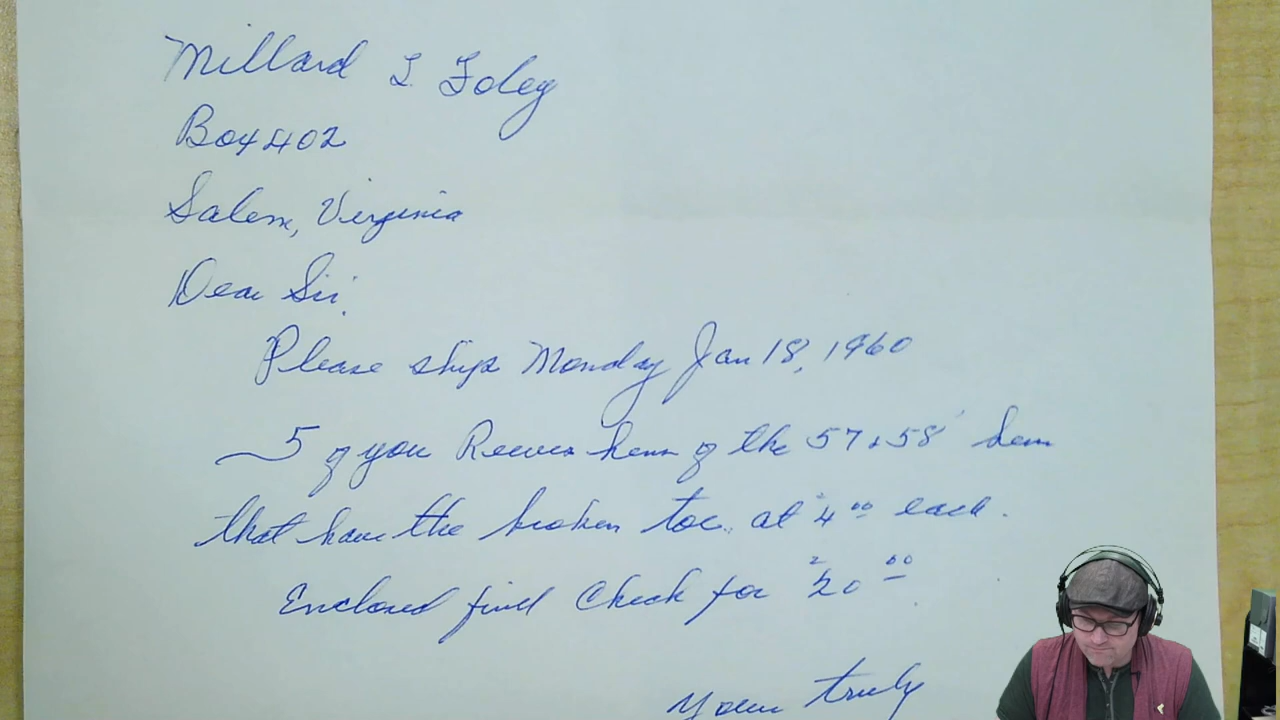 Millard L. Foley
Box 402
Salem, Virginia
Dear Sir.
Please ship Monday Jan 18, 1960
5 of your Reeves hens of the 57 + 58 hens
that have the broken toe. at $4.00 each.
Enclosed find Check for $20.00
Yours truly